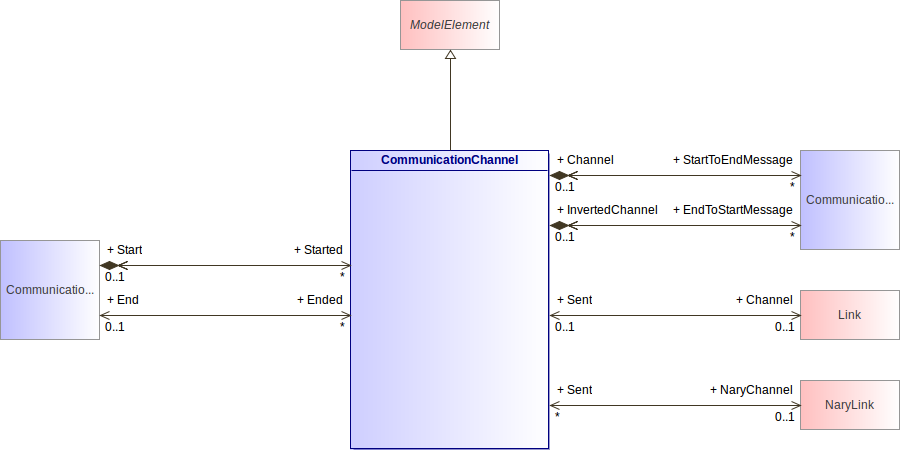 ModelElement
CommunicationChannel
+ Channel
+ StartToEndMessage
0..1
*
Communicatio...
+ InvertedChannel
+ EndToStartMessage
0..1
*
+ Start
+ Started
0..1
*
Communicatio...
+ End
+ Ended
0..1
*
+ Sent
+ Channel
0..1
0..1
Link
+ Sent
+ NaryChannel
*
0..1
NaryLink